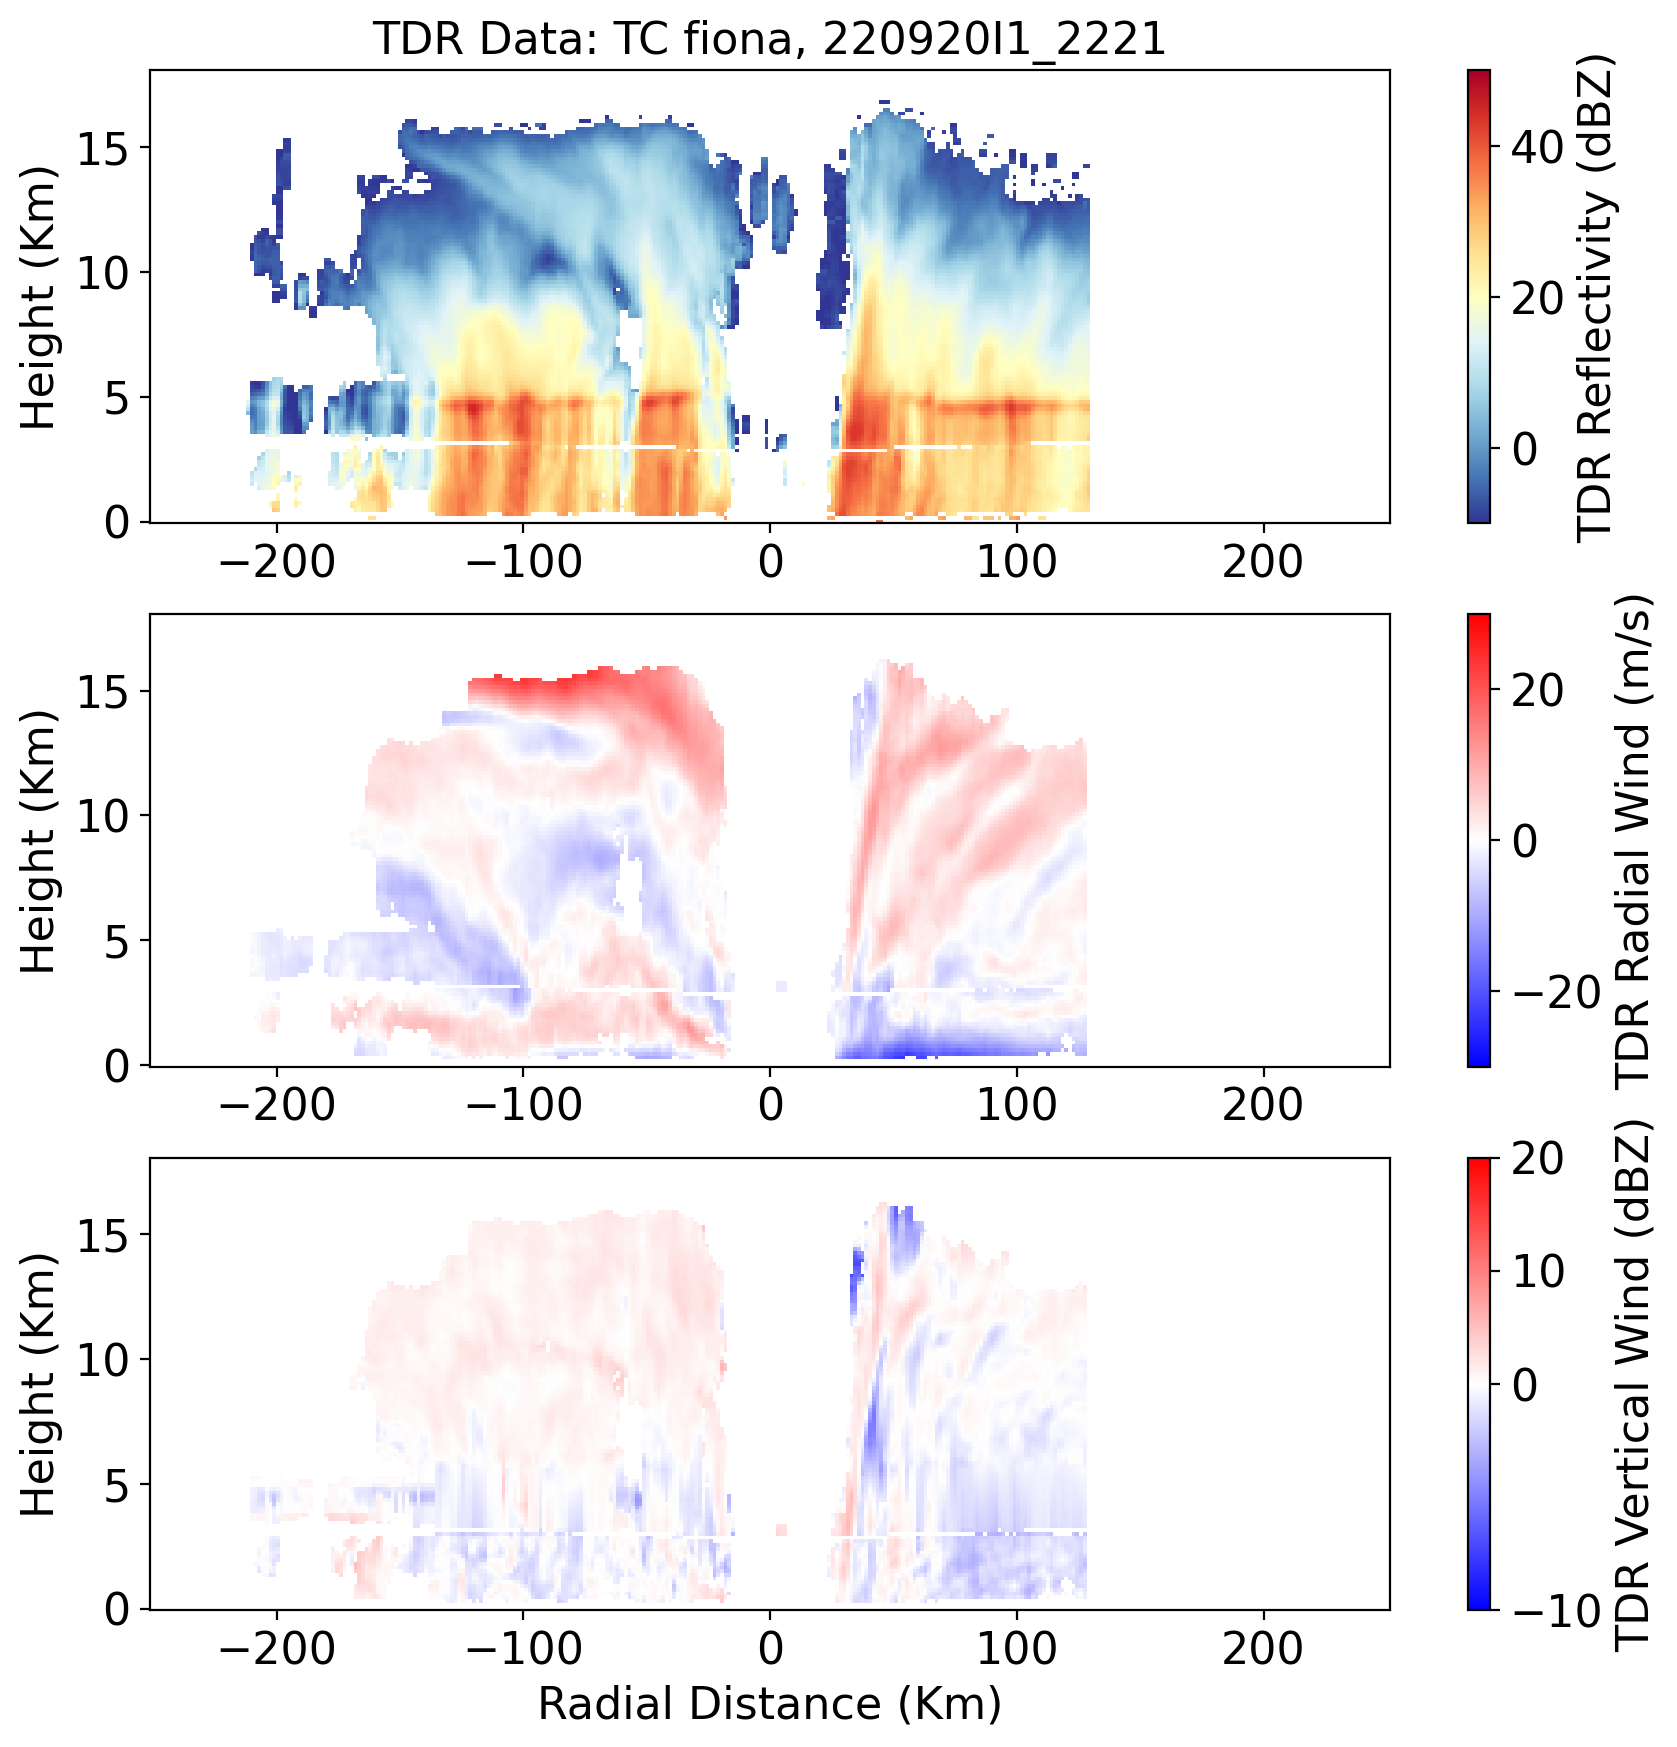 TDR Data: TC fiona, 220920I1_2221
Height (Km)
15
10
5
0
−200 −100 0 100 200
40
20
0
TDR Reflectivity (dBZ)
Height (Km)
15
10
5
0
−200 −100 0 100 200
20
0
−20
TDR Radial Wind (m/s)
Height (Km)
15
10
5
0
−200 −100 0 100 200
Radial Distance (Km)
20
10
0
−10
TDR Vertical Wind (dBZ)